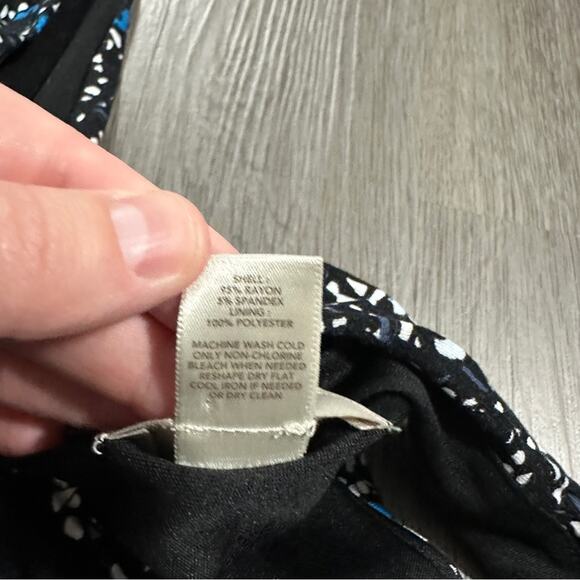 SHELL :
95% RAYON
5% SPANDEX
LINING :
100% POLYESTER
MACHINE WASH COLD
ONLY NON-CHLORINE
BLEACH WHEN NEEDED
RESHAPE DRY FLAT
COOL IRON IF NEEDED
OR DRY CLEAN